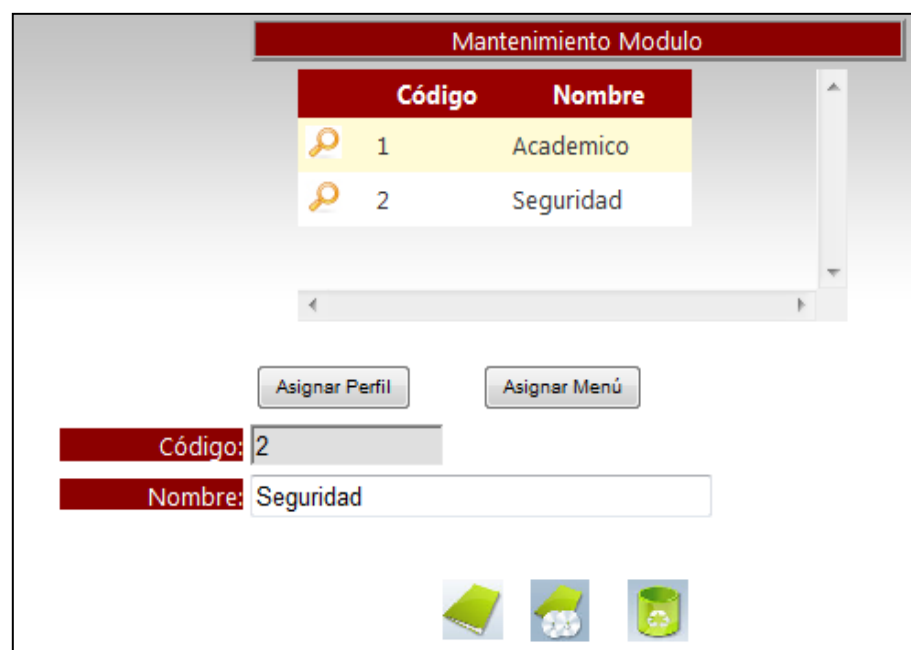 Mantenimiento Modulo
Código Nombre
1 Academico
2 Seguridad
Asignar Perfil Asignar Menú
Código: 2
Nombre: Seguridad